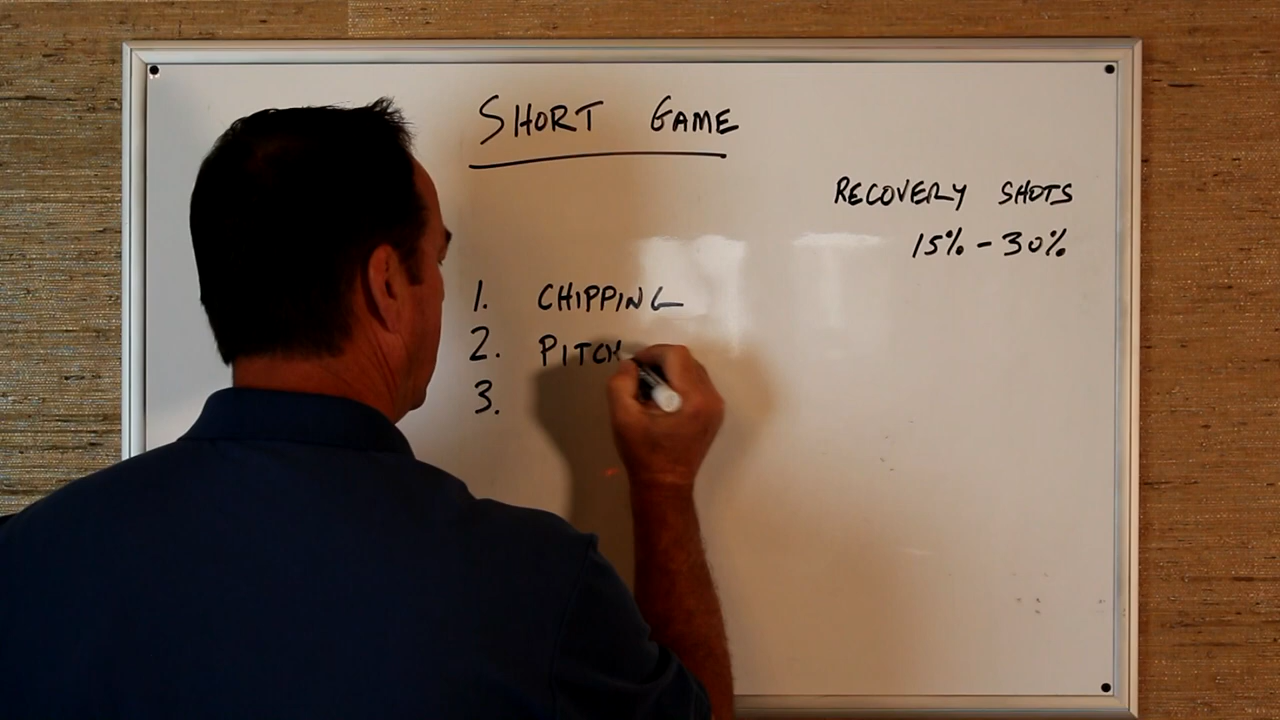 SHORT GAME
RECOVERY SHOTS
15% - 30%
1. CHIPPING
2. PITCH
3.